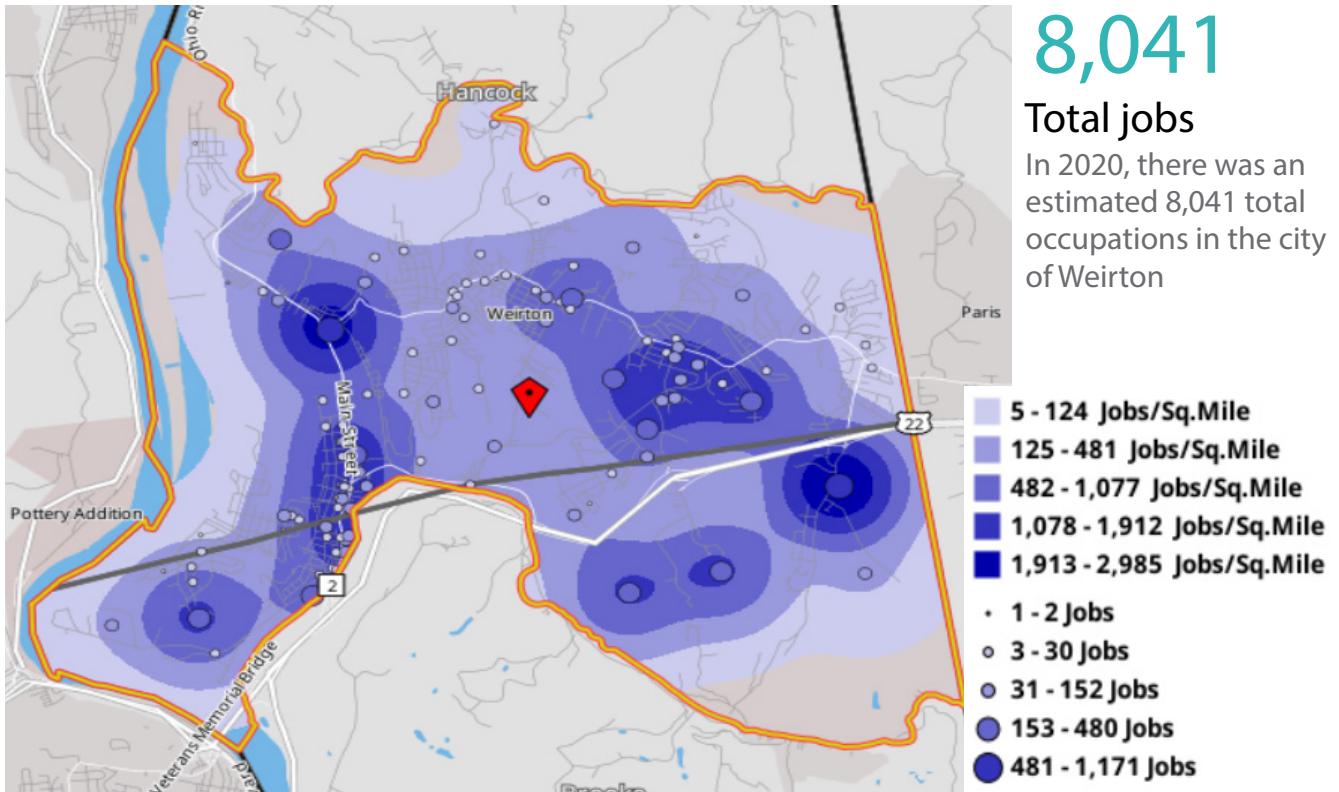 8,041
Total jobs
In 2020, there was an
estimated 8,041 total
occupations in the city
of Weirton
Ohio Ri
Hancock
Weirton
Paris
Main Street
22
Pottery Addition
2
Veterans Memorial Bridge
5 - 124 Jobs/Sq.Mile
125 - 481 Jobs/Sq.Mile
482 - 1,077 Jobs/Sq.Mile
1,078 - 1,912 Jobs/Sq.Mile
1,913 - 2,985 Jobs/Sq.Mile
1 - 2 Jobs
3 - 30 Jobs
31 - 152 Jobs
153 - 480 Jobs
481 - 1,171 Jobs